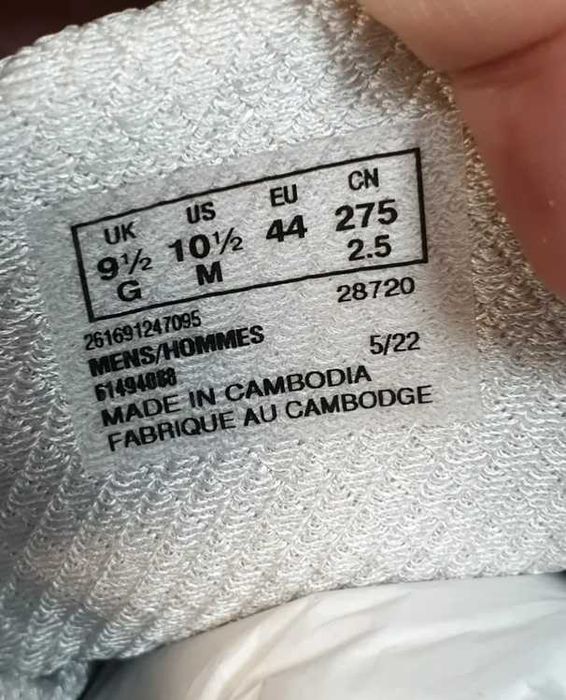 UK US EU CN
9½ 10½ 44 275
G M 2.5
261691247095 28720
MENS/HOMMES 5/22
MADE IN CAMBODIA
FABRIQUE AU CAMBODGE